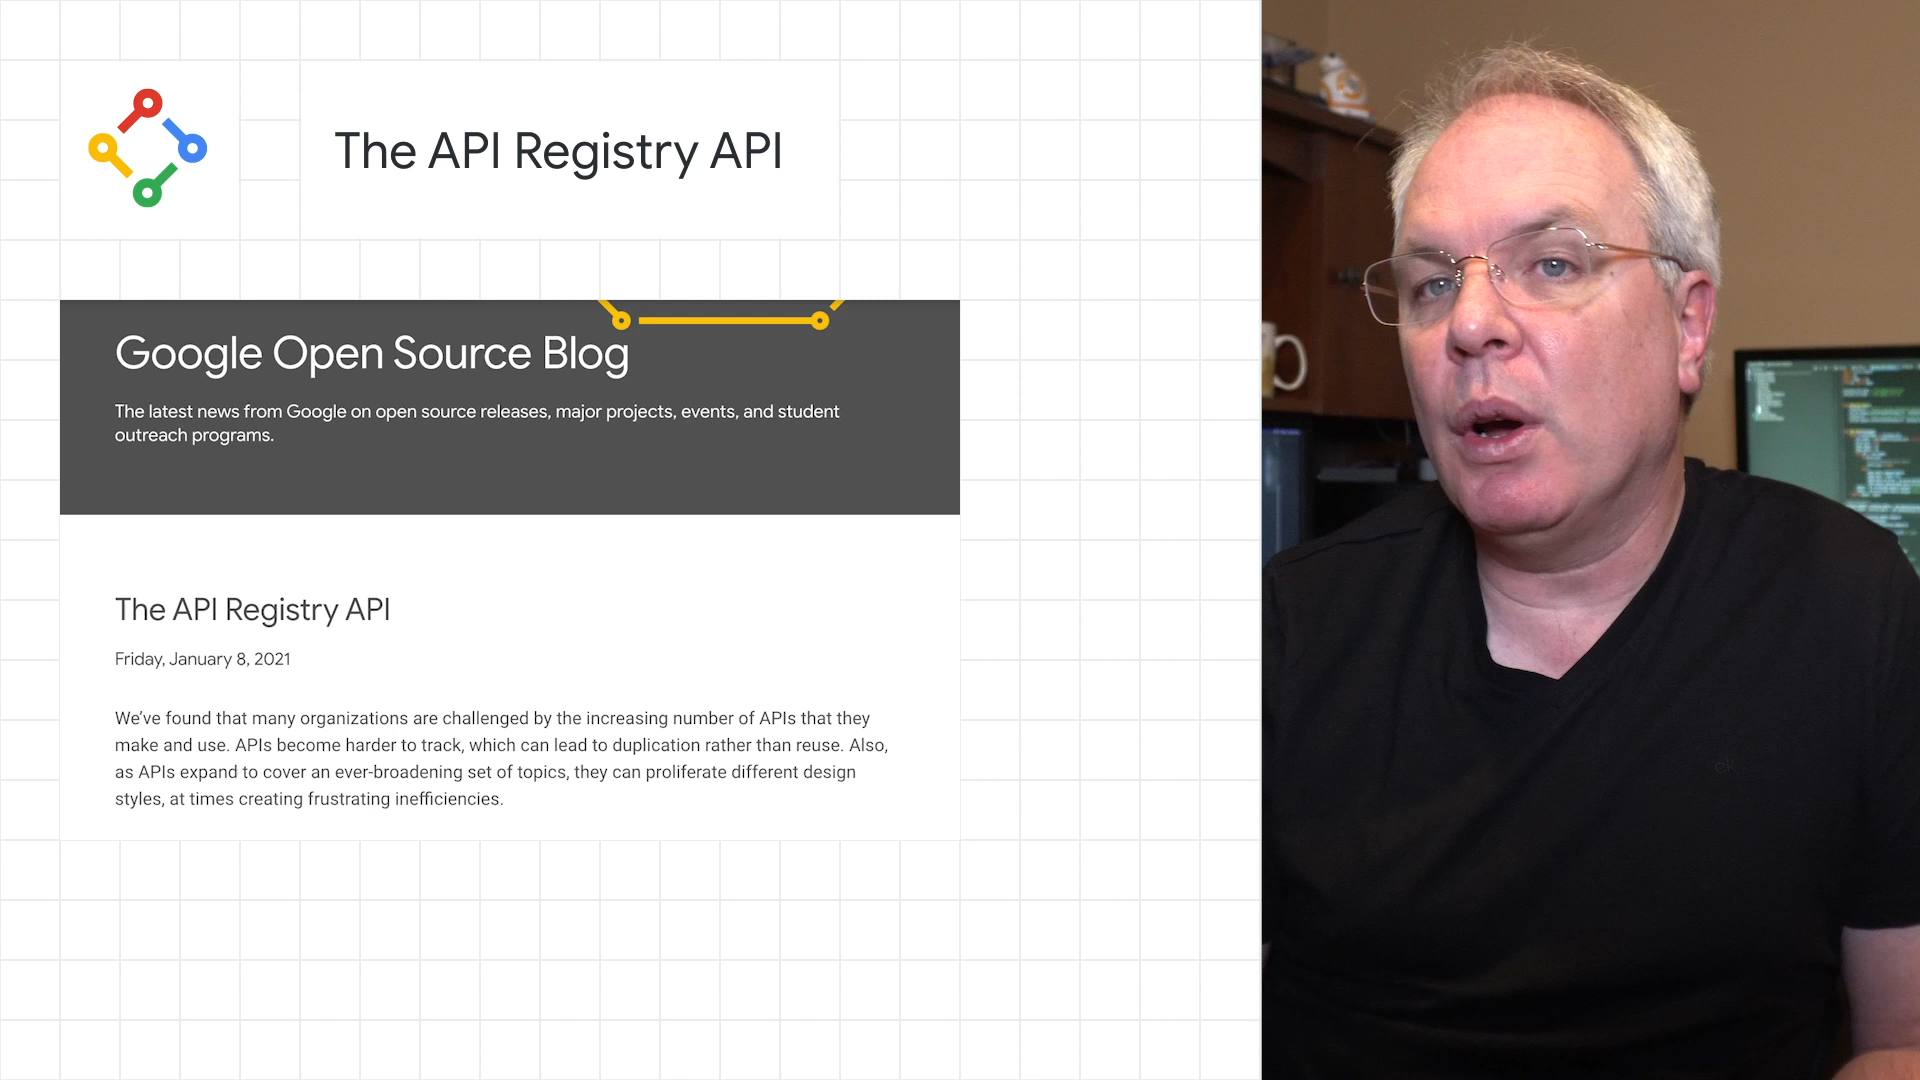 The API Registry API
Google Open Source Blog
The latest news from Google on open source releases, major projects, events, and student
outreach programs.
The API Registry API
Friday, January 8, 2021
We've found that many organizations are challenged by the increasing number of APIs that they
make and use. APIs become harder to track, which can lead to duplication rather than reuse. Also,
as APIs expand to cover an ever-broadening set of topics, they can proliferate different design
styles, at times creating frustrating inefficiencies.
ck